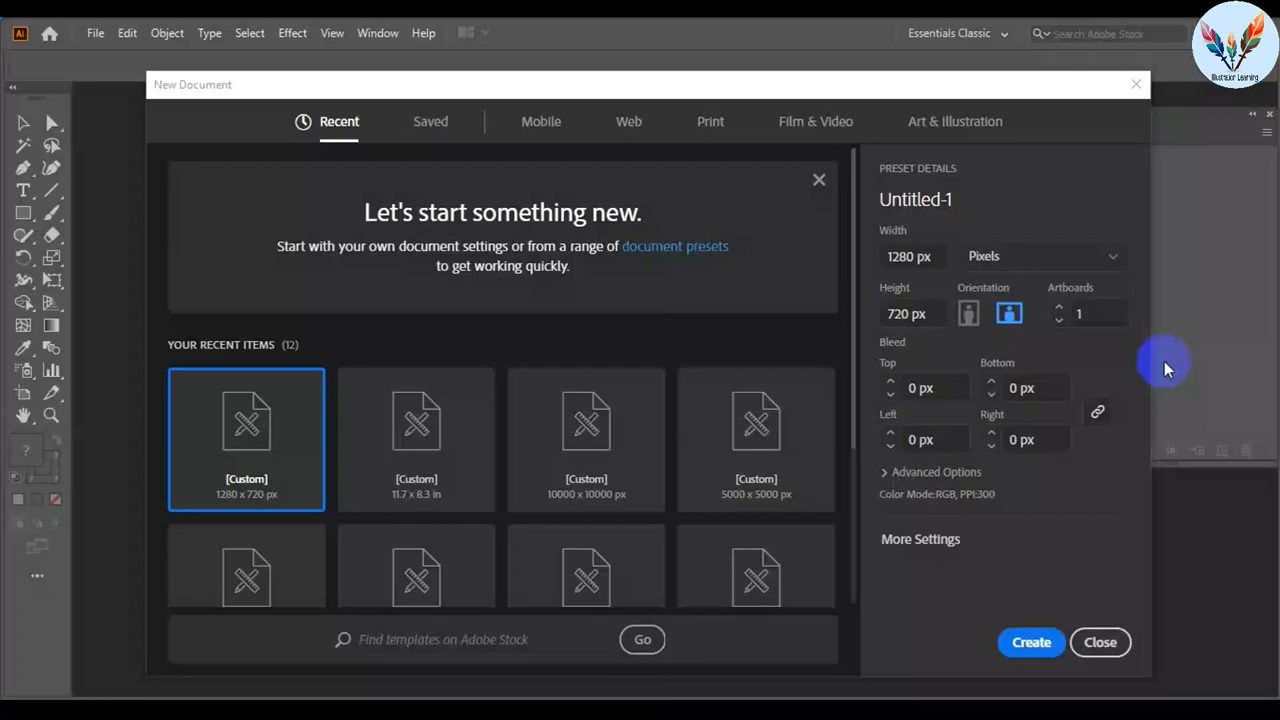 Ai File Edit Object Type Select Effect View Window Help Essentials Classic Search Adobe Stock
Illustrator Learning
New Document
Recent Saved Mobile Web Print Film & Video Art & Illustration
Let's start something new.
Start with your own document settings or from a range of document presets
to get working quickly.
YOUR RECENT ITEMS (12)
[Custom] [Custom] [Custom] [Custom]
1280 x 720 px 11.7 x 8.3 in 10000 x 10000 px 5000 x 5000 px
Find templates on Adobe Stock Go
PRESET DETAILS
Untitled-1
Width
1280 px Pixels
Height Orientation Artboards
720 px 1
Bleed
Top Bottom
0 px 0 px
Left Right
0 px 0 px
Advanced Options
Color Mode:RGB, PPI:300
More Settings
Create Close